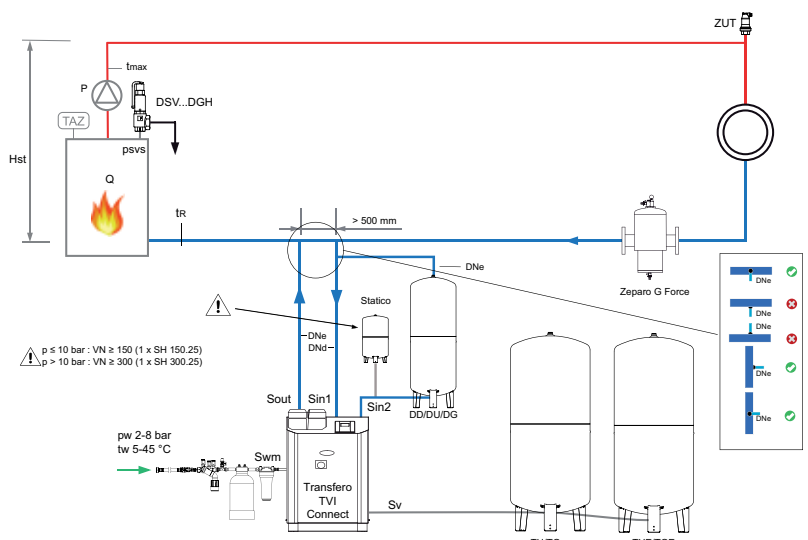 ZUT
tmax
P
DSV...DGH
TAZ
psvs
Hst
Q
tR
> 500 mm
DNe
Zeparo G Force
Statico
DNe
DNd
p ≤ 10 bar : VN ≥ 150 (1 x SH 150.25)
p > 10 bar : VN ≥ 300 (1 x SH 300.25)
Sout
Sin1
Sin2
DD/DU/DG
pw 2-8 bar
tw 5-45 °C
Swm
Transfero
TVI
Connect
Sv
DNe
DNe
DNe
DNe
DNe